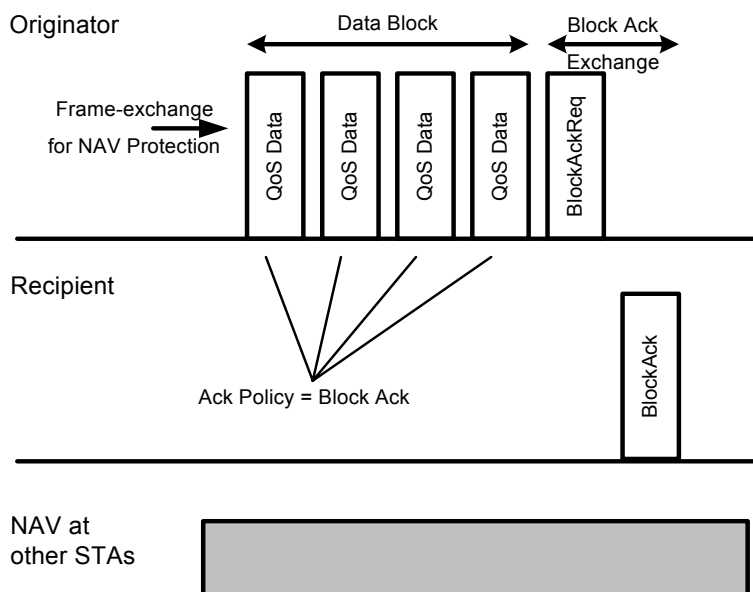 Originator
Data Block
Block Ack
Exchange
Frame-exchange
for NAV Protection
QoS Data
QoS Data
QoS Data
QoS Data
BlockAckReq
Recipient
Ack Policy = Block Ack
BlockAck
NAV at
other STAs